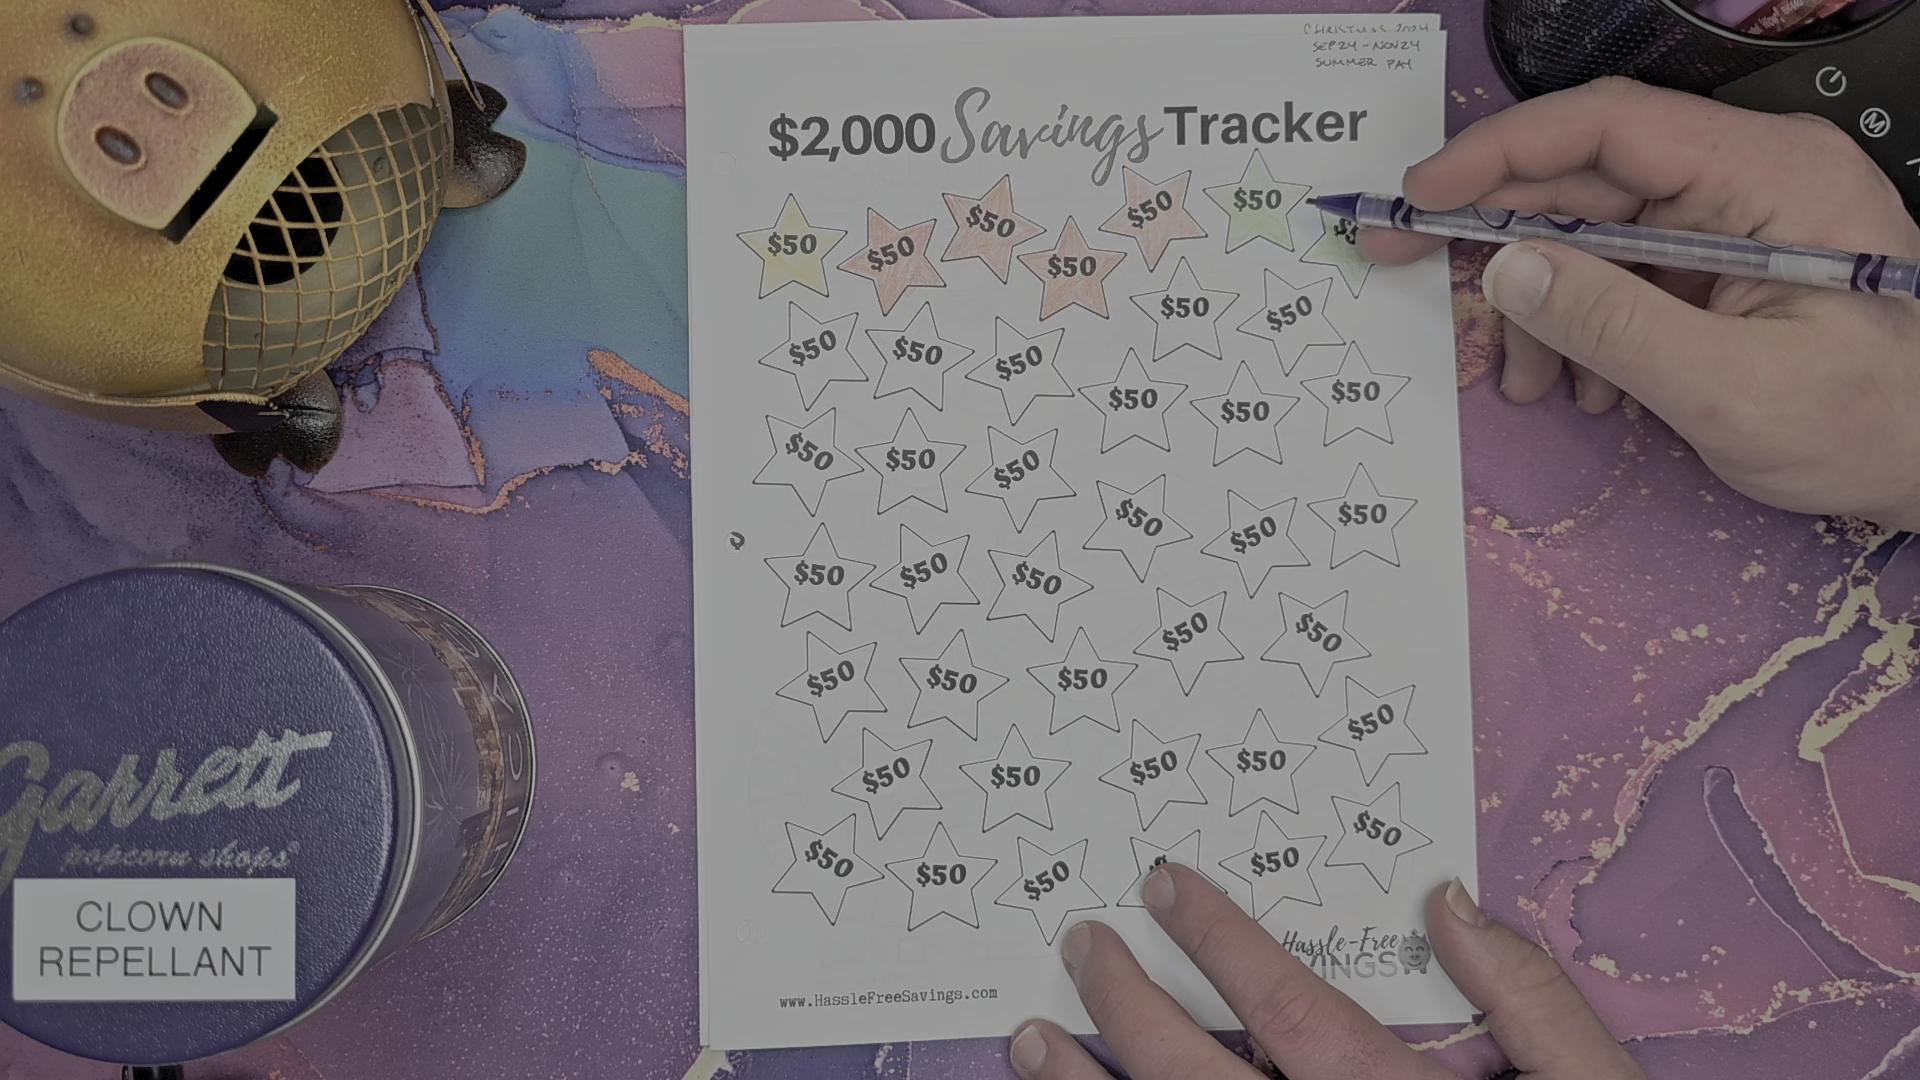 CHRISTMAS 2024
SEP24 - NOV24
SUMMER PAY
$2,000 Savings Tracker
$50 $50 $50 $50 $50 $50
$50 $50 $50 $50 $50
$50 $50 $50
$50 $50 $50
$50 $50 $50
$50 $50 $50
$50 $50
$50 $50 $50
$50 $50 $50 $50 $50
$50 $50 $50 $50 $50
Hassle-Free
www.HassleFreeSavings.com
Garrett
popcorn shops
CLOWN
REPELLANT
M